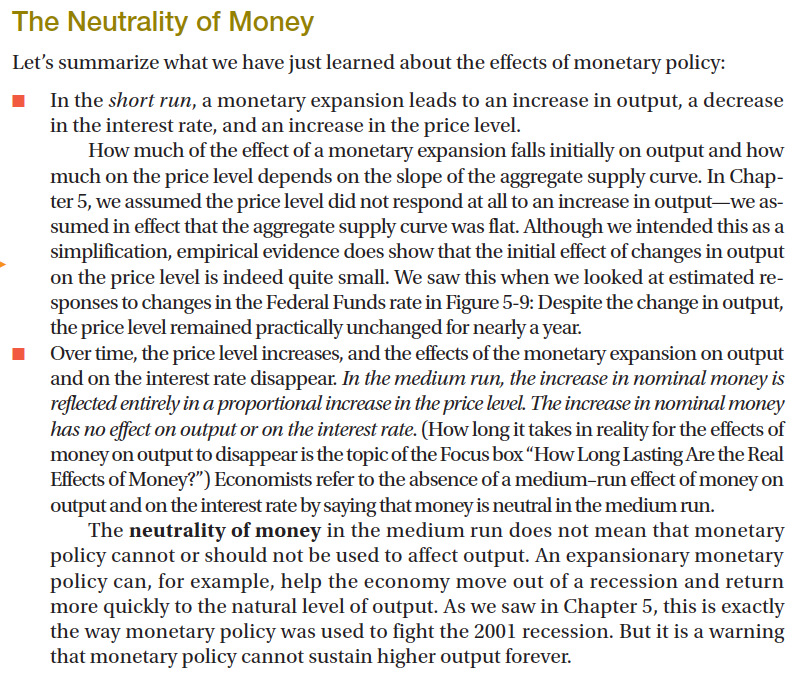 The Neutrality of Money
Let's summarize what we have just learned about the effects of monetary policy:
In the short run, a monetary expansion leads to an increase in output, a decrease
in the interest rate, and an increase in the price level.
How much of the effect of a monetary expansion falls initially on output and how
much on the price level depends on the slope of the aggregate supply curve. In Chap-
ter 5, we assumed the price level did not respond at all to an increase in output—we as-
sumed in effect that the aggregate supply curve was flat. Although we intended this as a
simplification, empirical evidence does show that the initial effect of changes in output
on the price level is indeed quite small. We saw this when we looked at estimated re-
sponses to changes in the Federal Funds rate in Figure 5-9: Despite the change in output,
the price level remained practically unchanged for nearly a year.
Over time, the price level increases, and the effects of the monetary expansion on output
and on the interest rate disappear. In the medium run, the increase in nominal money is
reflected entirely in a proportional increase in the price level. The increase in nominal money
has no effect on output or on the interest rate. (How long it takes in reality for the effects of
money on output to disappear is the topic of the Focus box “How Long Lasting Are the Real
Effects of Money?”) Economists refer to the absence of a medium–run effect of money on
output and on the interest rate by saying that money is neutral in the medium run.
The neutrality of money in the medium run does not mean that monetary
policy cannot or should not be used to affect output. An expansionary monetary
policy can, for example, help the economy move out of a recession and return
more quickly to the natural level of output. As we saw in Chapter 5, this is exactly
the way monetary policy was used to fight the 2001 recession. But it is a warning
that monetary policy cannot sustain higher output forever.